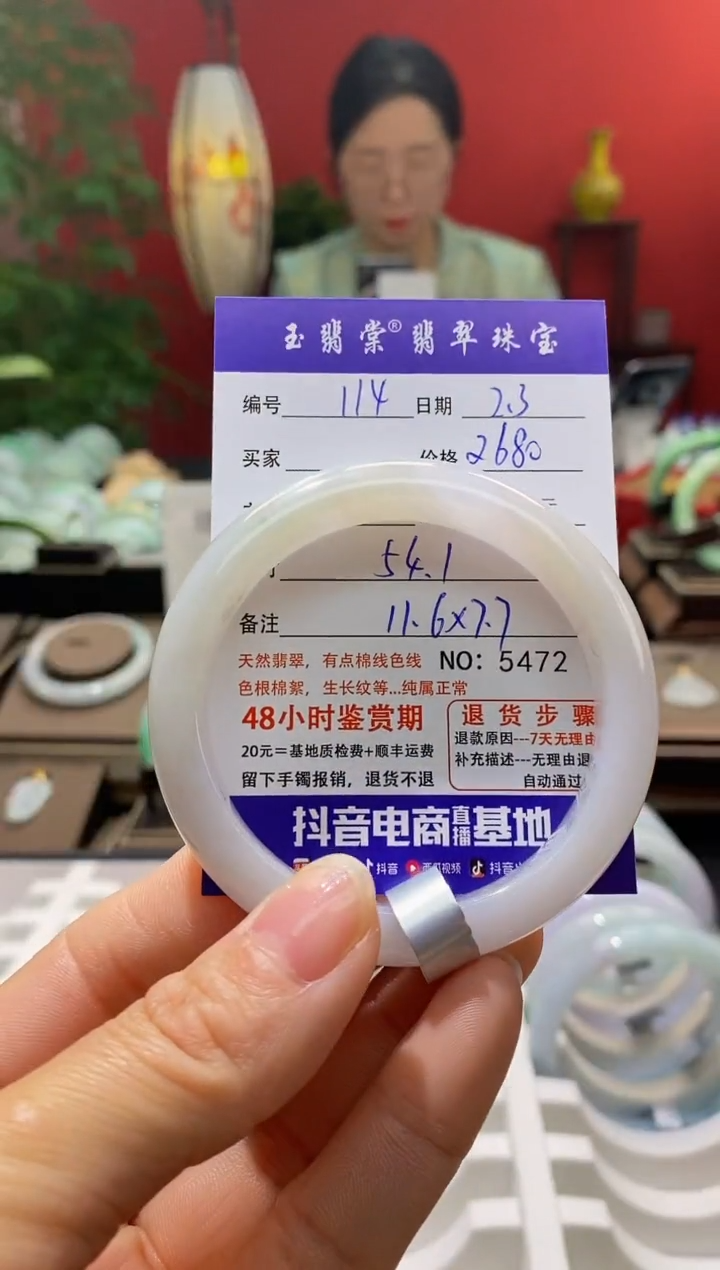 玉翡棠®翡翠珠宝
编号 114 日期 2.3
买家 价格 2680
54.1
备注 11.6×7.7
天然翡翠，有点棉线色线 NO：5472
色根棉絮，生长纹等...纯属正常
48小时鉴赏期
20元＝基地质检费+顺丰运费
留下手镯报销，退货不退
退货步骤
退款原因---7天无理由
补充描述---无理由退
自动通过
抖音电商直播基地
抖音 西瓜视频 抖音